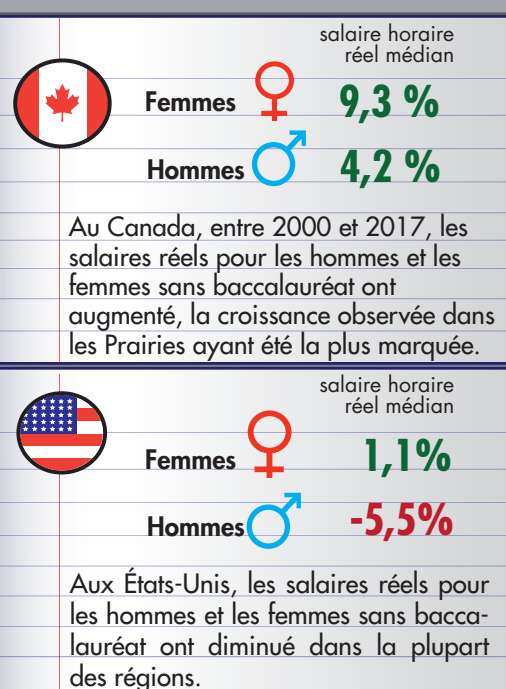 salaire horaire
réel médian
Femmes 9,3 %
Hommes 4,2 %
Au Canada, entre 2000 et 2017, les
salaires réels pour les hommes et les
femmes sans baccalauréat ont
augmenté, la croissance observée dans
les Prairies ayant été la plus marquée.
salaire horaire
réel médian
Femmes 1,1%
Hommes -5,5%
Aux États-Unis, les salaires réels pour
les hommes et les femmes sans bacca-
lauréat ont diminué dans la plupart
des régions.